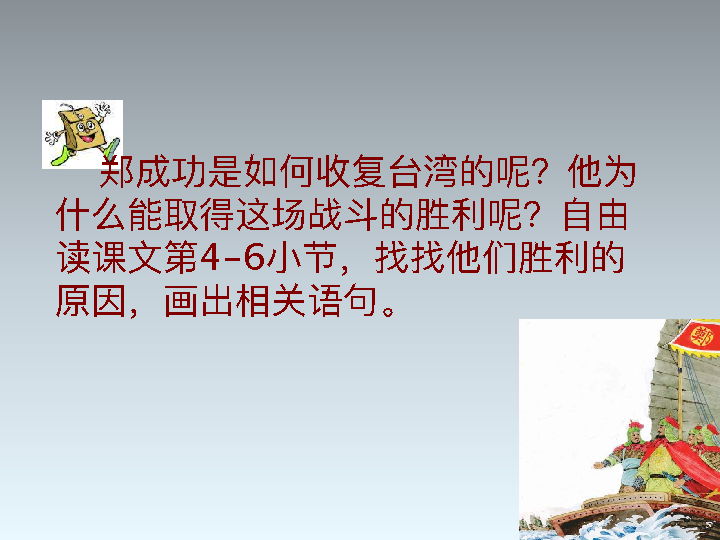 郑成功是如何收复台湾的呢？他为
什么能取得这场战斗的胜利呢？自由
读课文第4–6小节，找找他们胜利的
原因，画出相关语句。
鄭